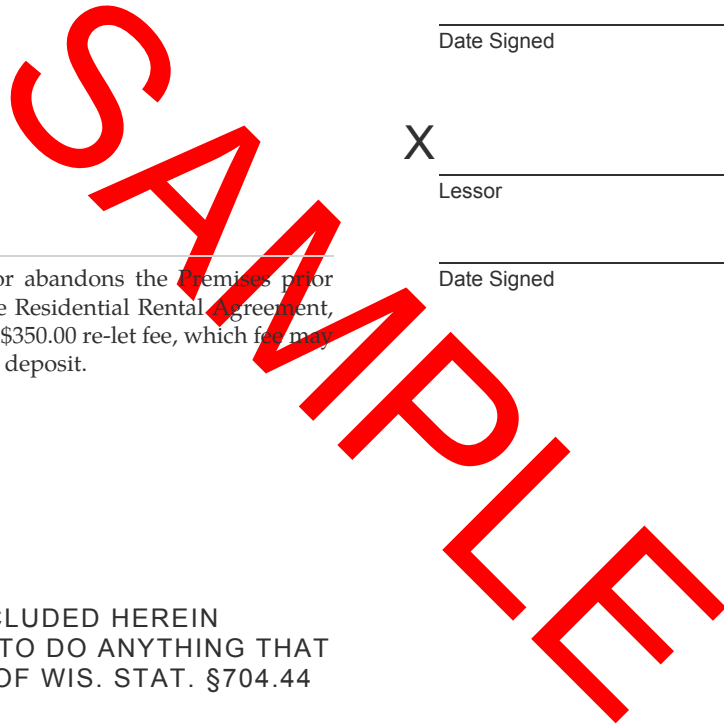 Date Signed
X
Lessor
Date Signed
or abandons the Premises prior
e Residential Rental Agreement,
$350.00 re-let fee, which fee may
deposit.
CLUDED HEREIN
TO DO ANYTHING THAT
OF WIS. STAT. §704.44
SAMPLE